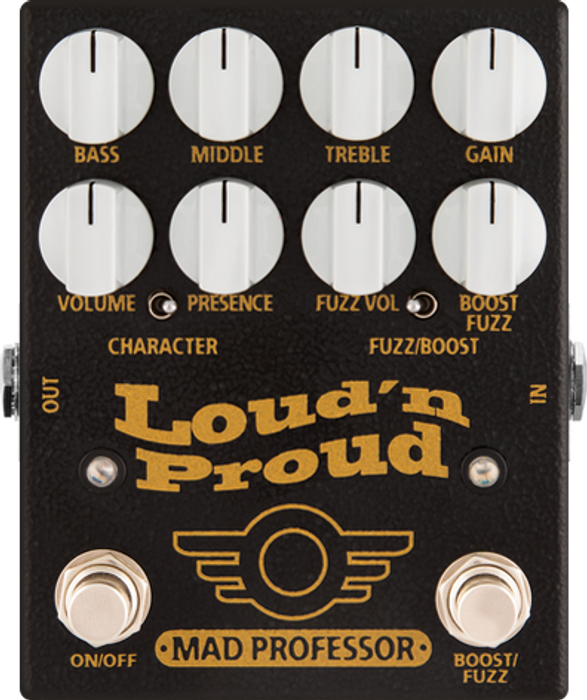 BASS MIDDLE TREBLE GAIN
VOLUME PRESENCE FUZZ VOL BOOST
FUZZ
CHARACTER FUZZ/BOOST
OUT IN
Loud'n
Proud
ON/OFF ·MAD PROFESSOR· BOOST/
FUZZ